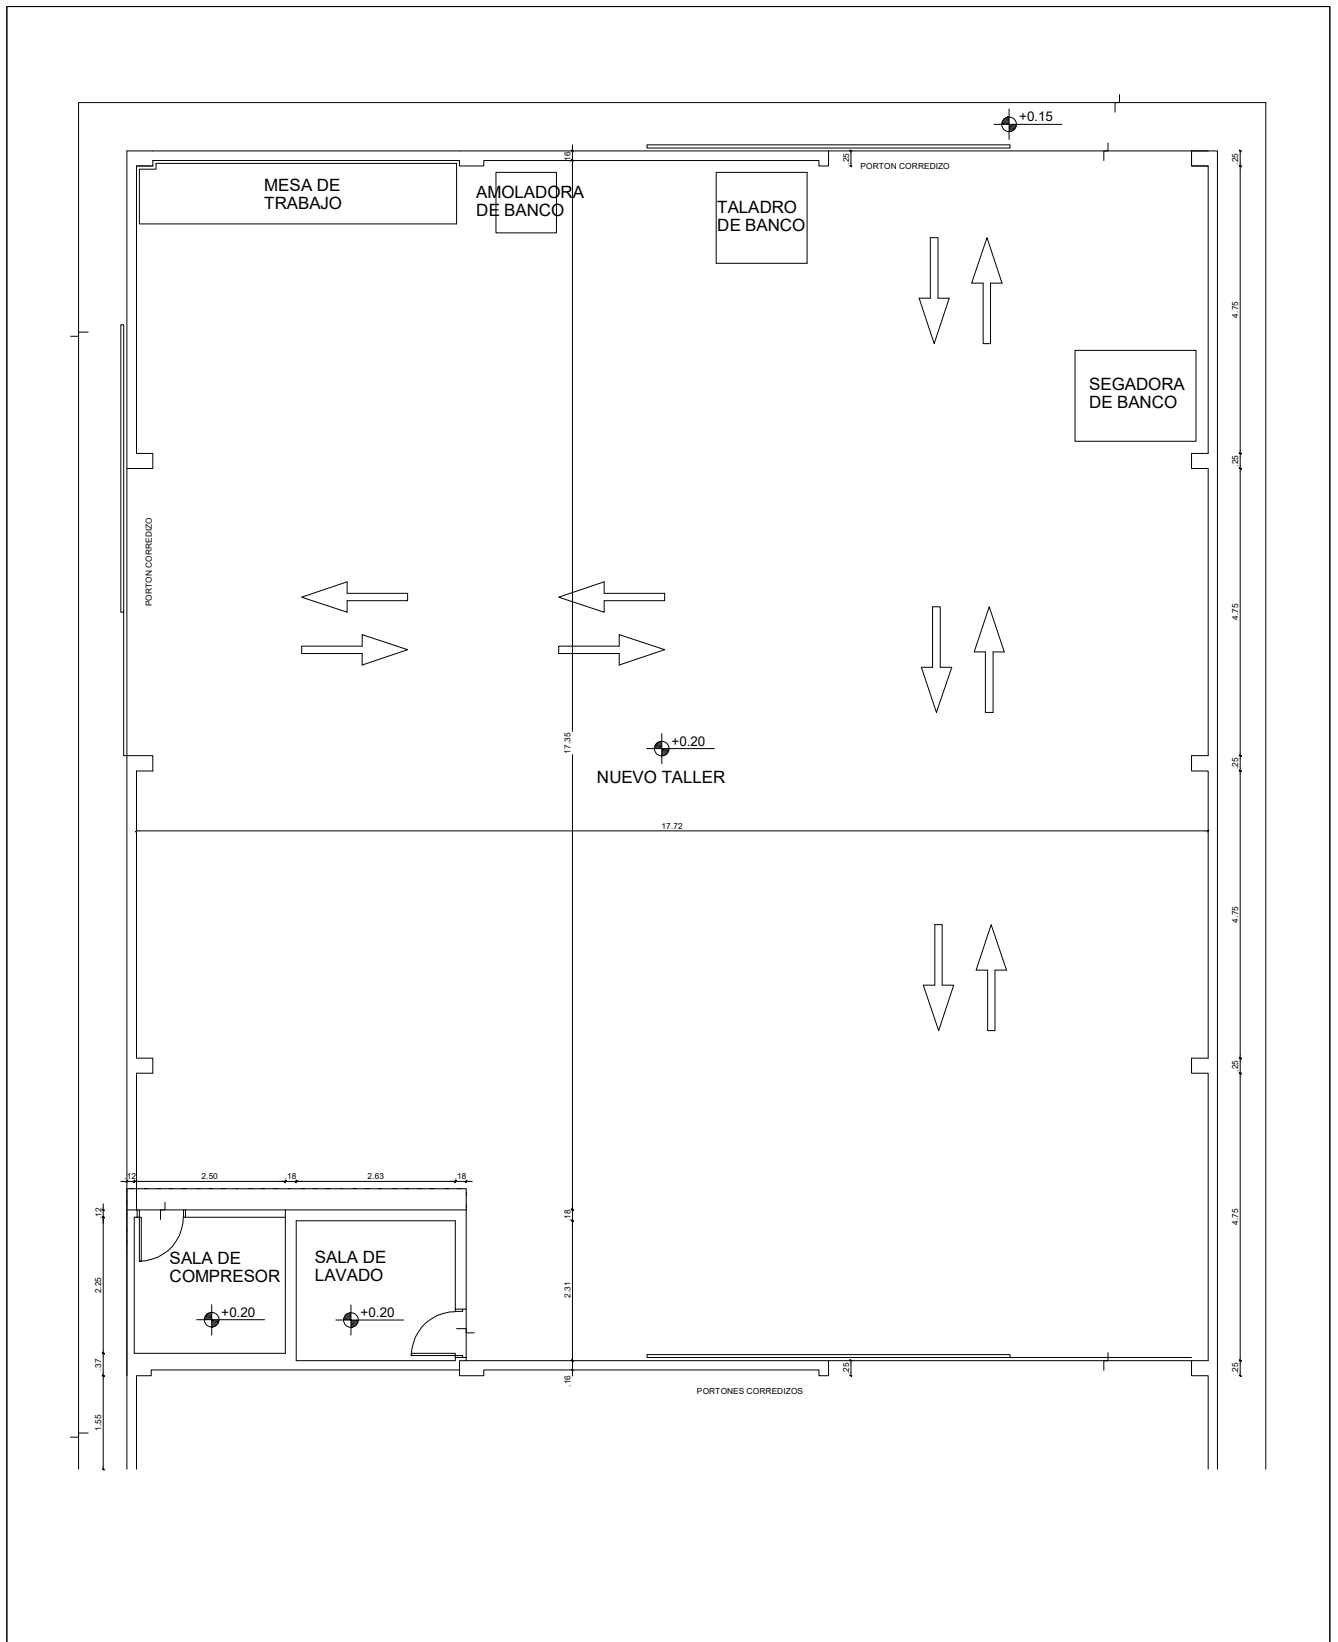 +0.15
.16
.25
PORTON CORREDIZO
.25
MESA DE
TRABAJO
AMOLADORA
DE BANCO
TALADRO
DE BANCO
4.75
SEGADORA
DE BANCO
.25
PORTON CORREDIZO
4.75
17.35
+0.20
NUEVO TALLER
.25
17.72
4.75
.25
.12
2.50
.18
2.63
.18
.12
.18
4.75
SALA DE
COMPRESOR
SALA DE
LAVADO
2.25
2.31
+0.20
+0.20
.37
.16
.25
.25
PORTONES CORREDIZOS
1.55